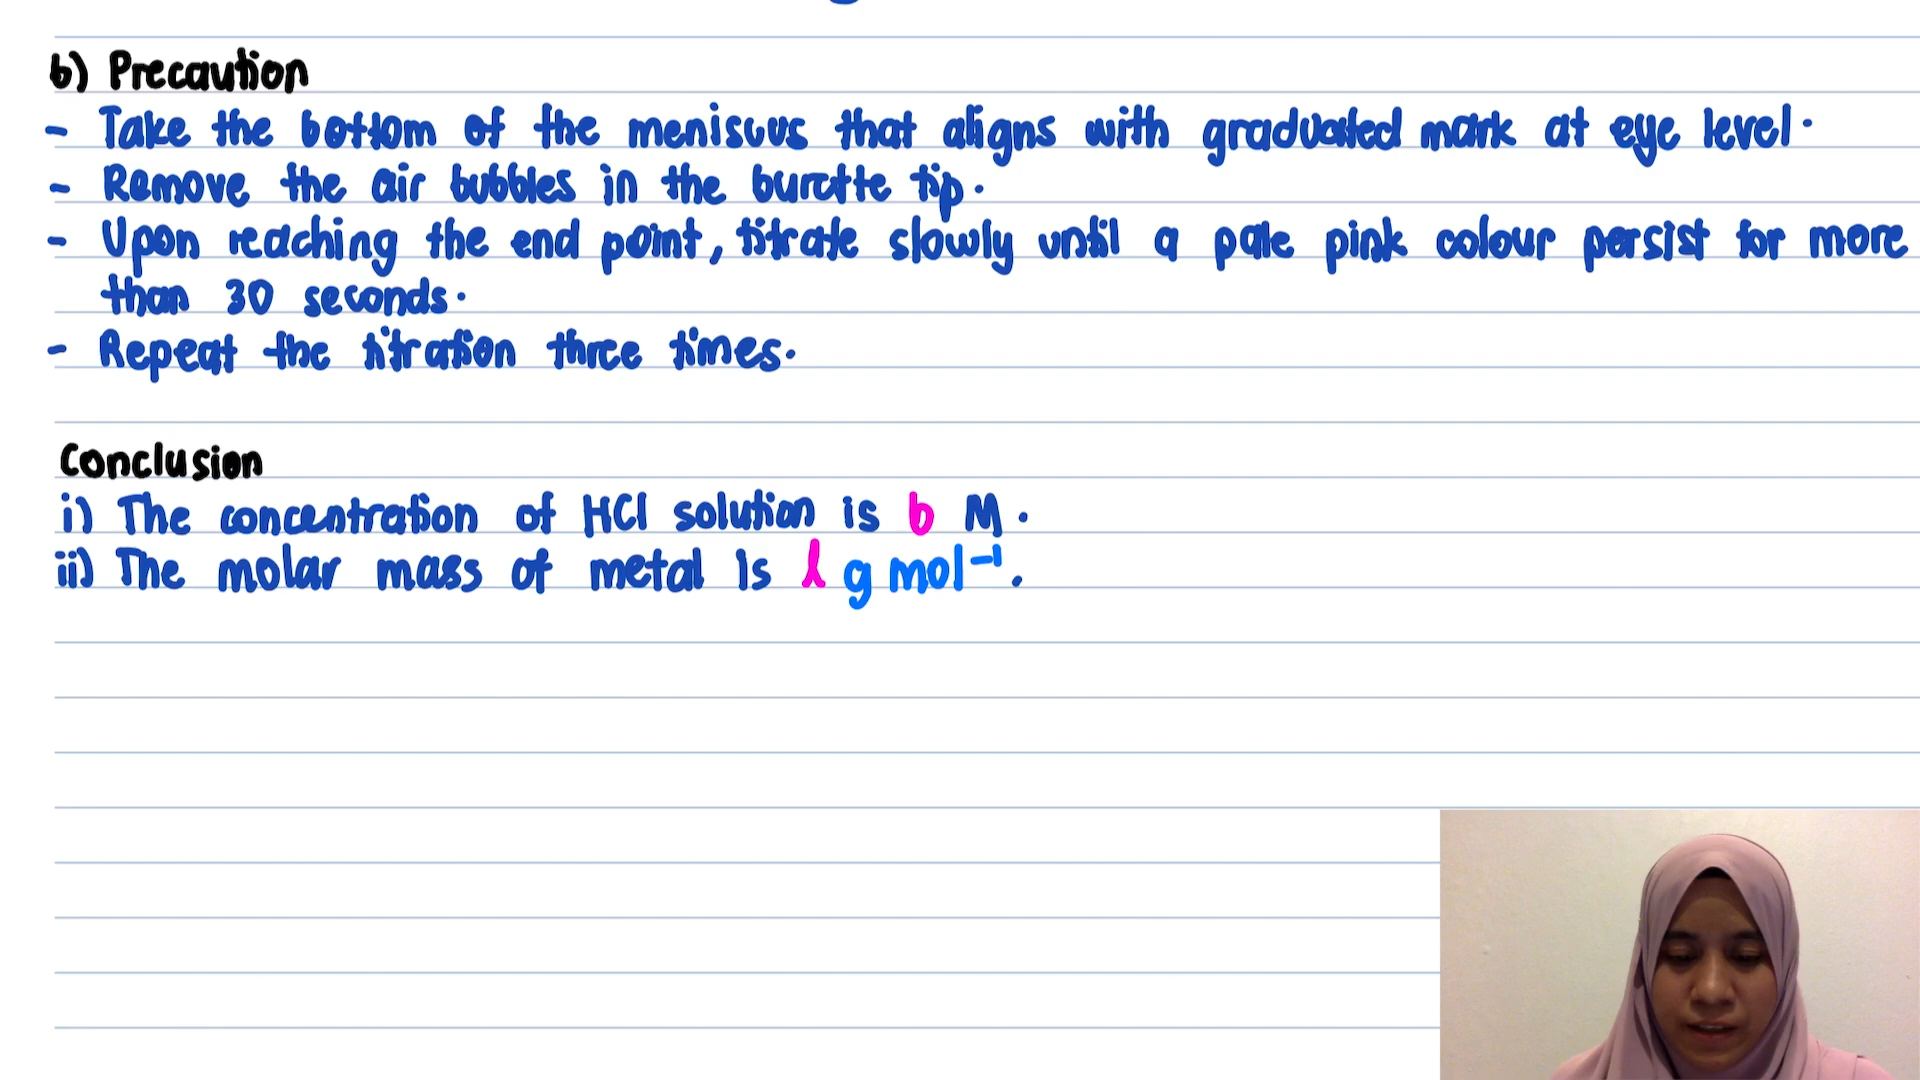 b) Precaution
- Take the bottom of the meniscus that aligns with graduated mark at eye level.
- Remove the air bubbles in the burette tip.
- Upon reaching the end point, titrate slowly until a pale pink colour persist for more
than 30 seconds.
- Repeat the titration three times.
Conclusion
i) The concentration of HCl solution is b M.
ii) The molar mass of metal is l g mol⁻¹.